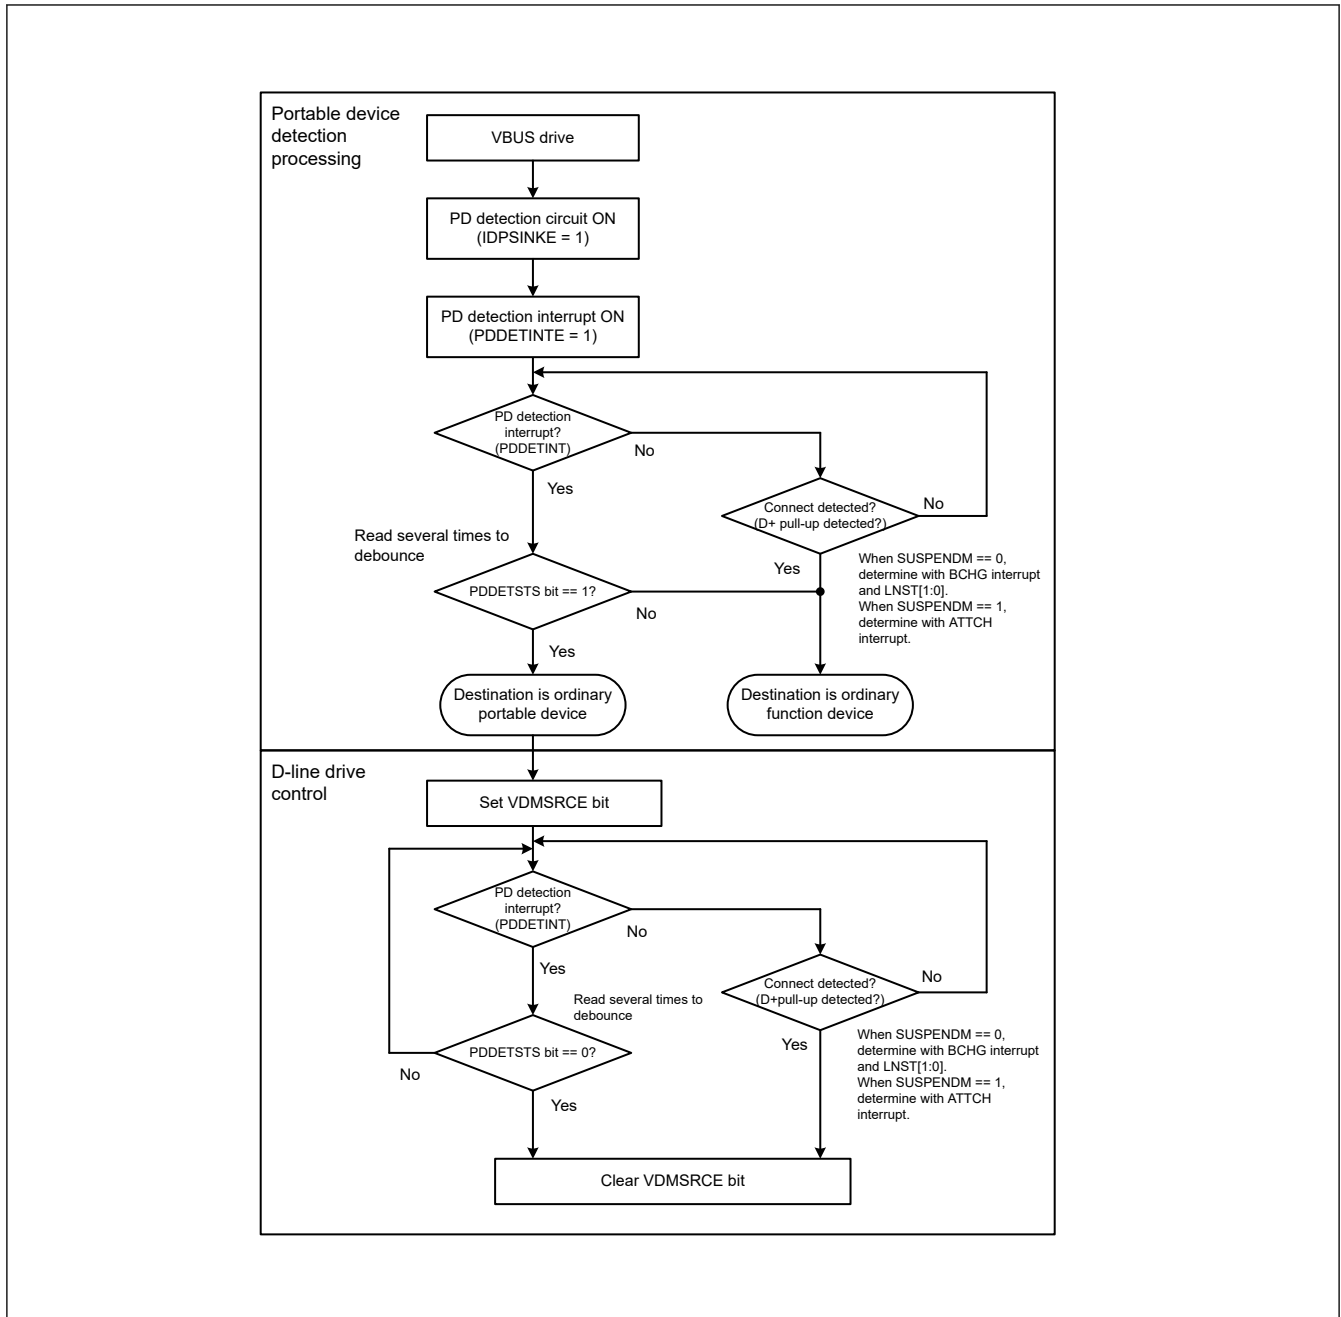 Portable device
detection
processing
VBUS drive
PD detection circuit ON
(IDPSINKE = 1)
PD detection interrupt ON
(PDDETINTE = 1)
PD detection
interrupt?
(PDDETINT)
No
Yes
Connect detected?
(D+ pull-up detected?)
No
Read several times to
debounce
Yes
When SUSPENDM == 0,
determine with BCHG interrupt
and LNST[1:0].
When SUSPENDM == 1,
determine with ATTCH
interrupt.
PDDETSTS bit == 1?
No
Yes
Destination is ordinary
portable device
Destination is ordinary
function device
D-line drive
control
Set VDMSRCE bit
PD detection
interrupt?
(PDDETINT)
No
Yes
Connect detected?
(D+pull-up detected?)
No
Read several times to
debounce
Yes
When SUSPENDM == 0,
determine with BCHG interrupt
and LNST[1:0].
When SUSPENDM == 1,
determine with ATTCH
interrupt.
PDDETSTS bit == 0?
No
Yes
Clear VDMSRCE bit